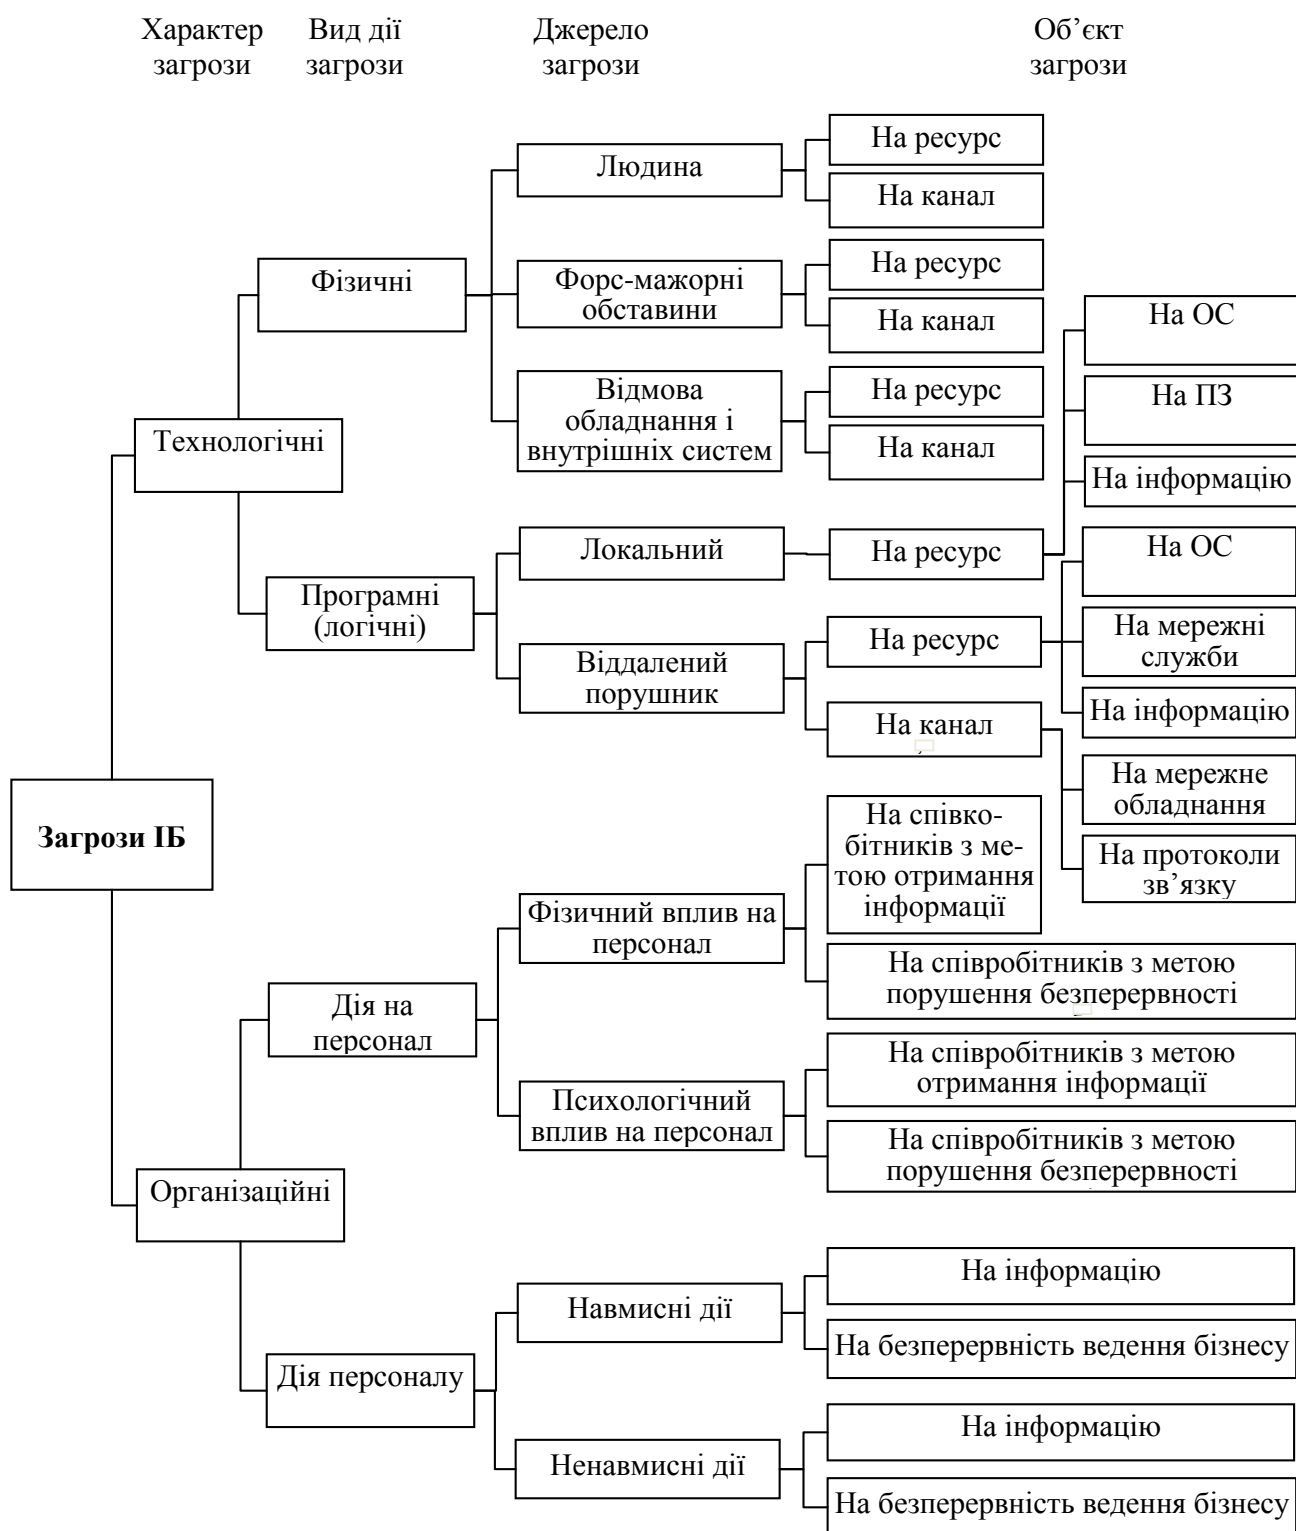 Характер
загрози
Вид дії
загрози
Джерело
загрози
Об’єкт
загрози
Людина
На ресурс
На канал
Фізичні
Форс-мажорні
обставини
На ресурс
На канал
На ОС
Відмова
обладнання і
внутрішніх систем
На ресурс
На канал
На ПЗ
Технологічні
На інформацію
Локальний
На ресурс
На ОС
Програмні
(логічні)
Віддалений
порушник
На ресурс
На мережні
служби
На інформацію
На канал
На мережне
обладнання
На протоколи
зв’язку
Загрози ІБ
На співко-
бітників з ме-
тою отримання
інформації
Фізичний вплив на
персонал
На співробітників з метою
порушення безперервності
Дія на
персонал
Психологічний
вплив на персонал
На співробітників з метою
отримання інформації
На співробітників з метою
порушення безперервності
Організаційні
Навмисні дії
На інформацію
На безперервність ведення бізнесу
Дія персоналу
Ненавмисні дії
На інформацію
На безперервність ведення бізнесу